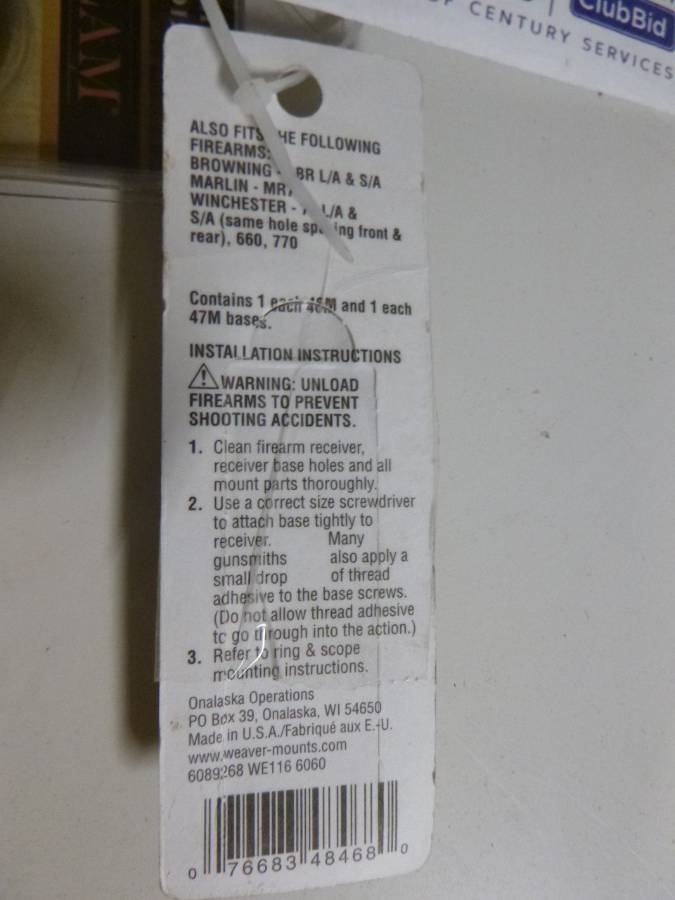 ClubBid
OF CENTURY SERVICES
ALSO FITS HE FOLLOWING
FIREARMS:
BROWNING - BR L/A & S/A
MARLIN - MR7
WINCHESTER - L/A &
S/A (same hole spacing front &
rear), 660, 770
Contains 1 each 46M and 1 each
47M bases.
INSTALLATION INSTRUCTIONS
WARNING: UNLOAD
FIREARMS TO PREVENT
SHOOTING ACCIDENTS.
1. Clean firearm receiver,
receiver base holes and all
mount parts thoroughly.
2. Use a correct size screwdriver
to attach base tightly to
receiver. Many
gunsmiths also apply a
small drop of thread
adhesive to the base screws.
(Do not allow thread adhesive
to go through into the action.)
3. Refer to ring & scope
mounting instructions.
Onalaska Operations
PO Box 39, Onalaska, WI 54650
Made in U.S.A./Fabriqué aux E.-U.
www.weaver-mounts.com
6089268 WE116 6060
0 76683 48468 0